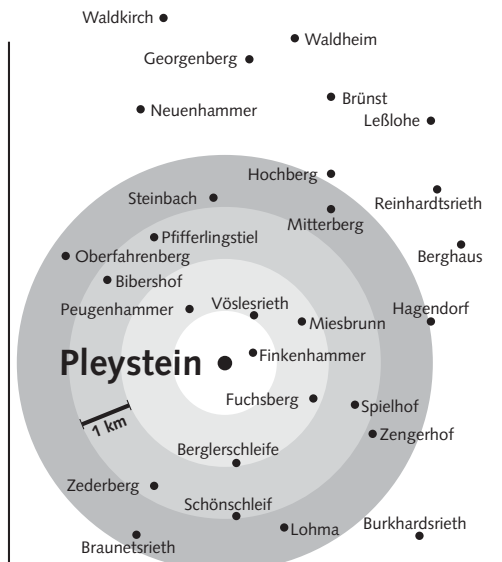 Waldkirch
Waldheim
Georgenberg
Brünst
Neuenhammer
Leßlohe
Hochberg
Steinbach
Reinhardtsrieth
Mitterberg
Pfifferlingstiel
Oberfahrenberg
Berghaus
Bibershof
Vöslesrieth
Peugenhammer
Hagendorf
Miesbrunn
Finkenhammer
Pleystein
Fuchsberg
Spielhof
1 km
Zengerhof
Berglerschleife
Zederberg
Schönschleif
Lohma
Burkhardsrieth
Braunetsrieth